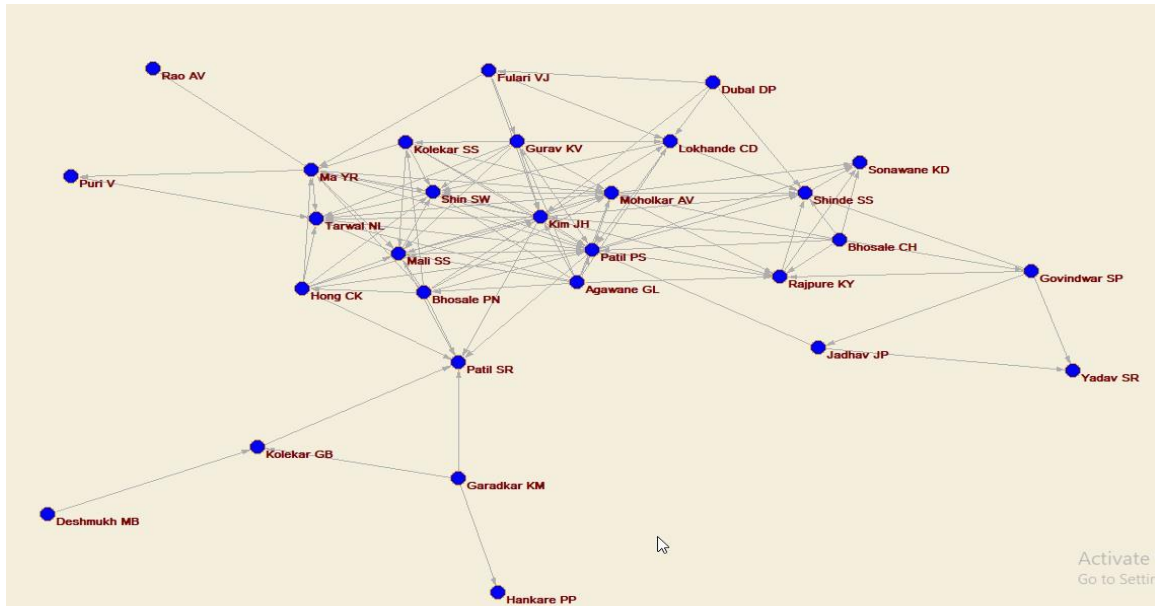 Rao AV
Fulari VJ
Dubal DP
Kolekar SS
Gurav KV
Lokhande CD
Sonawane KD
Puri V
Ma YR
Shin SW
Moholkar AV
Shinde SS
Tarwal NL
Kim JH
Bhosale CH
Mali SS
Patil PS
Rajpure KY
Govindwar SP
Hong CK
Bhosale PN
Agawane GL
Jadhav JP
Patil SR
Yadav SR
Kolekar GB
Garadkar KM
Deshmukh MB
Hankare PP
Activate
Go to Settin